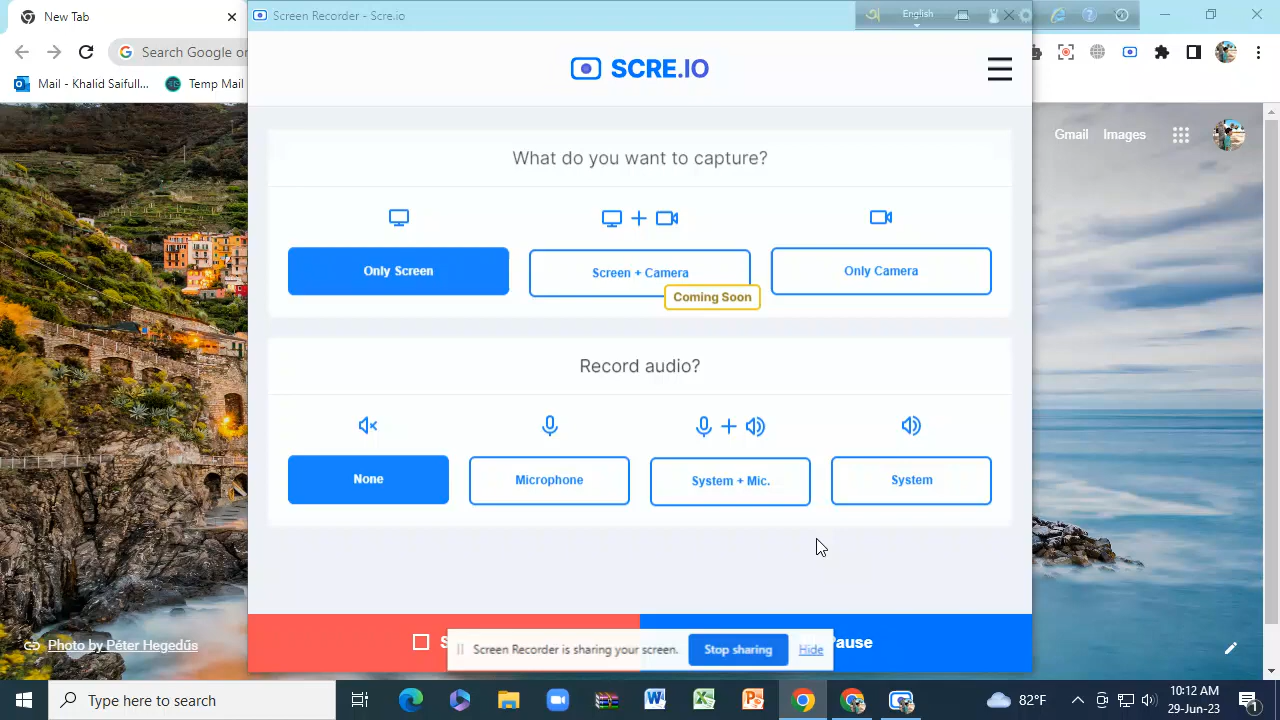 New Tab
Screen Recorder - Scre.io
English
Search Google or
Mail - Khalid Saifull...
Temp Mail
SCRE.IO
Gmail
Images
What do you want to capture?
Only Screen
Screen + Camera
Only Camera
Coming Soon
Record audio?
None
Microphone
System + Mic.
System
Photo by Péter Hegedűs
Screen Recorder is sharing your screen.
Stop sharing
Hide
Pause
Type here to search
82°F
10:12 AM
29-Jun-23
1